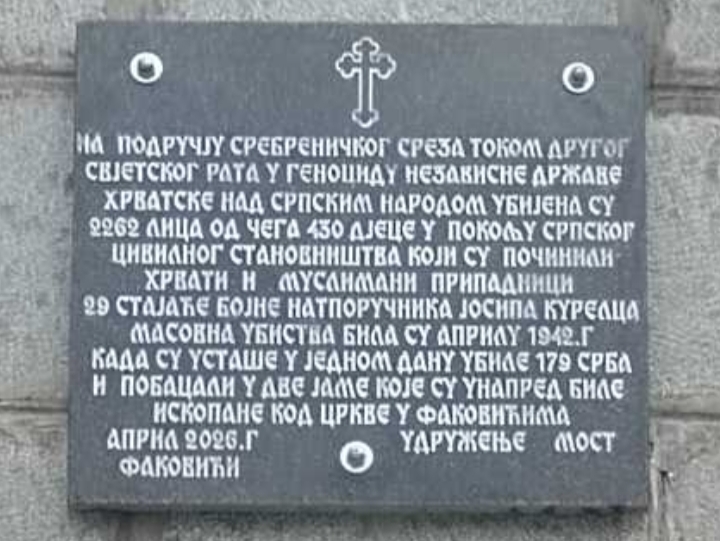 НА ПОДРУЧЈУ СРЕБРЕНИЧКОГ СРЕЗА ТОКОМ ДРУГОГ
СВЈЕТСКОГ РАТА У ГЕНОЦИДУ НЕЗАВИСНЕ ДРЖАВЕ
ХРВАТСКЕ НАД СРПСКИМ НАРОДОМ УБИЈЕНА СУ
2262 ЛИЦА ОД ЧЕГА 430 ДЈЕЦЕ У ПОКОЉУ СРПСКОГ
ЦИВИЛНОГ СТАНОВНИШТВА КОЈИ СУ ПОЧИНИЛИ
ХРВАТИ И МУСЛИМАНИ ПРИПАДНИЦИ
29 СТАЈАЋЕ БОЈНЕ НАТПОРУЧНИКА ЈОСИПА КУРЕЛЦА
МАСОВНА УБИСТВА БИЛА СУ АПРИЛУ 1942.Г
КАДА СУ УСТАШЕ У ЈЕДНОМ ДАНУ УБИЛЕ 179 СРБА
И ПОБАЦАЛИ У ДВЕ ЈАМЕ КОЈЕ СУ УНАПРЕД БИЛЕ
ИСКОПАНЕ КОД ЦРКВЕ У ФАКОВИЋИМА
АПРИЛ 2026.Г УДРУЖЕЊЕ МОСТ
ФАКОВИЋИ